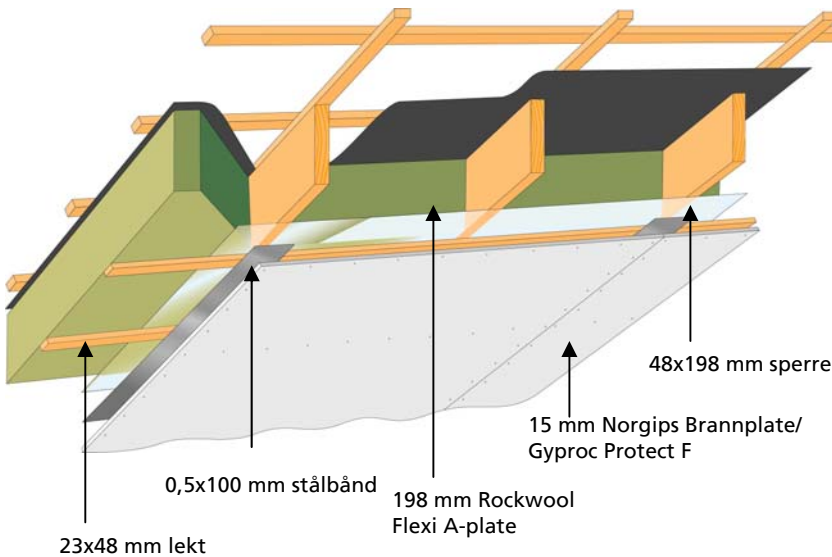 48x198 mm sperre
15 mm Norgips Brannplate/
Gyproc Protect F
0,5x100 mm stålbånd
198 mm Rockwool
Flexi A-plate
23x48 mm lekt